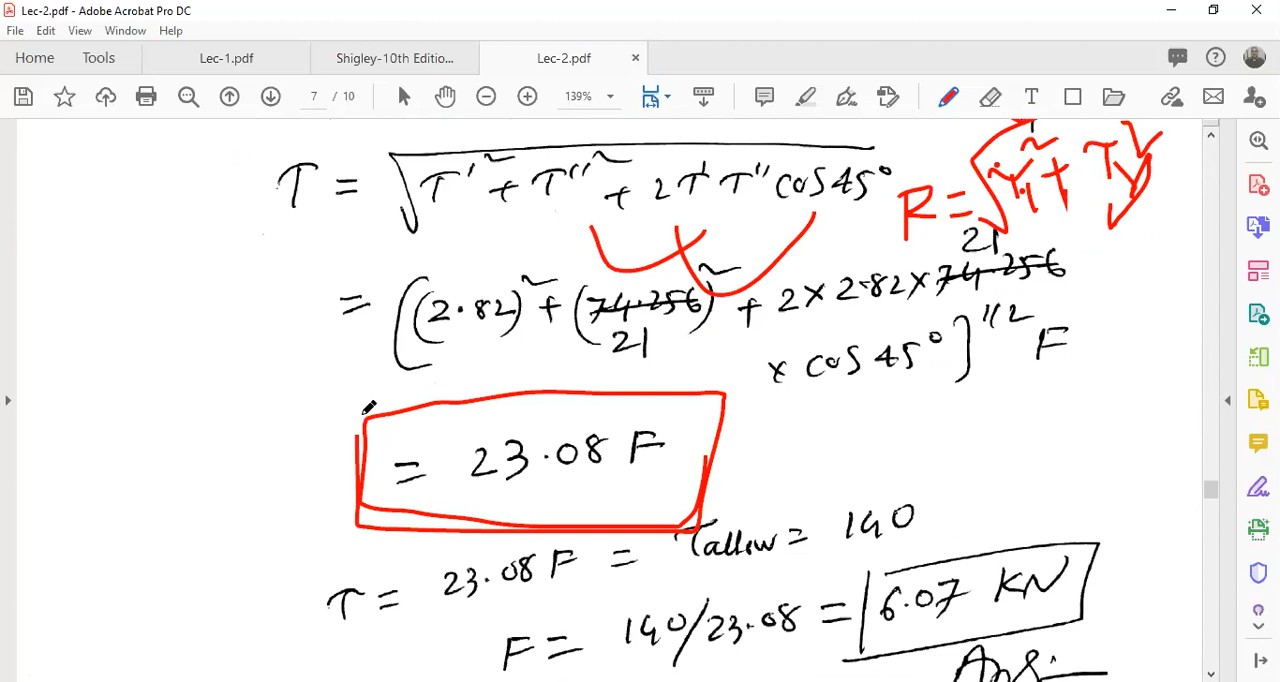 Lec-2.pdf - Adobe Acrobat Pro DC
File Edit View Window Help
Home Tools Lec-1.pdf Shigley-10th Editio... Lec-2.pdf ×
7 / 10 139%
τ = √τ'² + τ''² + 2τ'τ'' cos45°
R =
21
= ((2.82)² + (74.256)² + 2 × 2.82 × 74.256
21
× cos 45°]^1/2 F
= 23.08 F
τ = 23.08 F = τallow = 140
F = 140/23.08 = 6.07 KN
Ans: